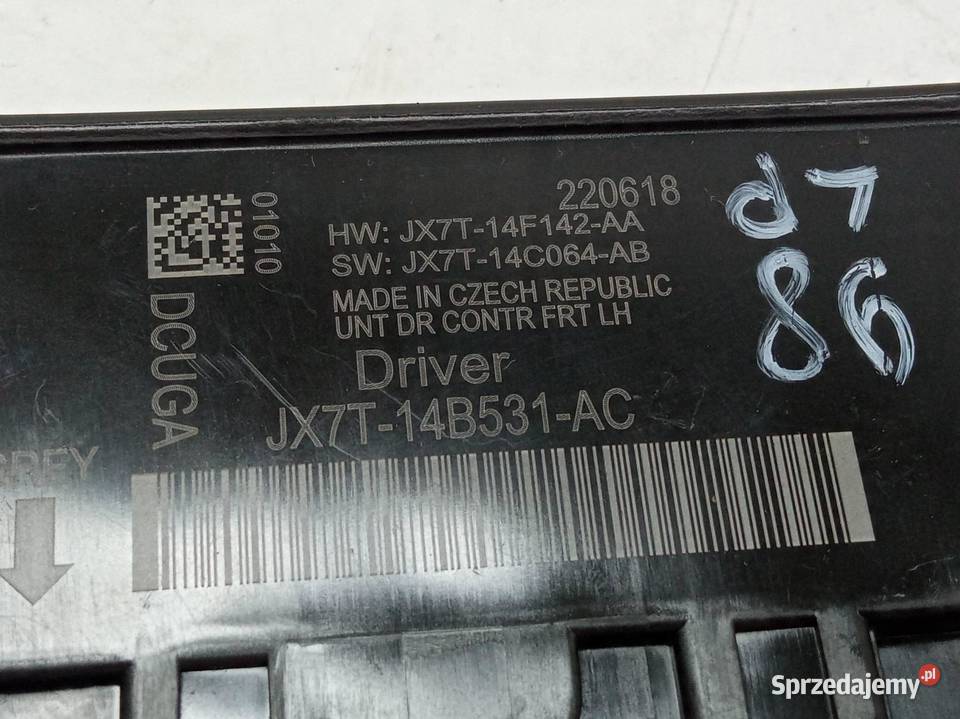 220618
01010
HW: JX7T-14F142-AA
SW: JX7T-14C064-AB
MADE IN CZECH REPUBLIC
UNT DR CONTR FRT LH
Driver
DCUGA
JX7T-14B531-AC
GREY
86
Sprzedajemy.pl